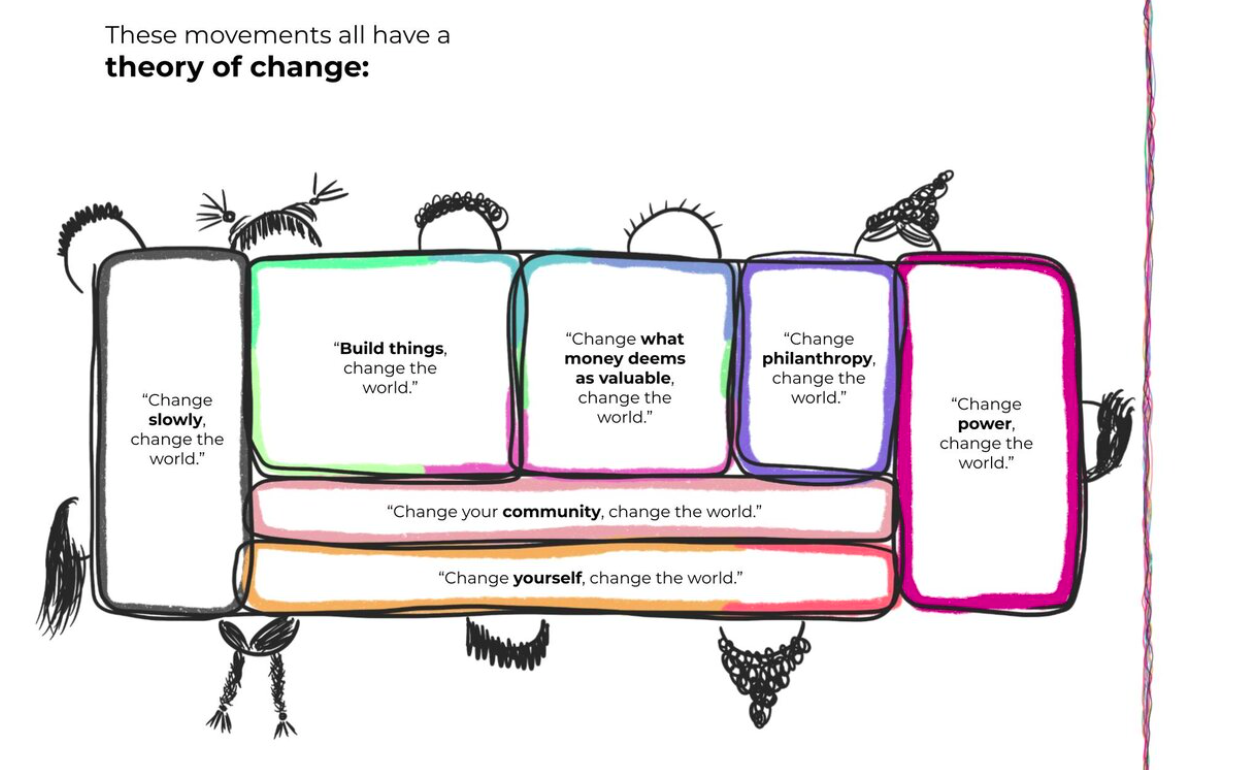 These movements all have a
theory of change:
“Change
slowly,
change the
world.”
“Build things,
change the
world.”
“Change what
money deems
as valuable,
change the
world.”
“Change
philanthropy,
change the
world.”
“Change
power,
change the
world.”
“Change your community, change the world.”
“Change yourself, change the world.”